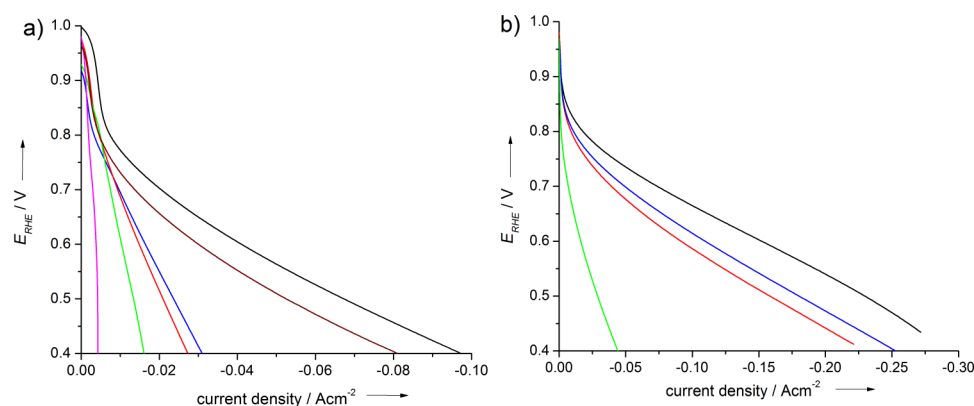 a)
1.0
0.9
0.8
0.7
0.6
0.5
0.4
E_RHE / V
0.00 -0.02 -0.04 -0.06 -0.08 -0.10
current density / Acm⁻²
b)
1.0
0.9
0.8
0.7
0.6
0.5
0.4
E_RHE / V
0.00 -0.05 -0.10 -0.15 -0.20 -0.25 -0.30
current density / Acm⁻²